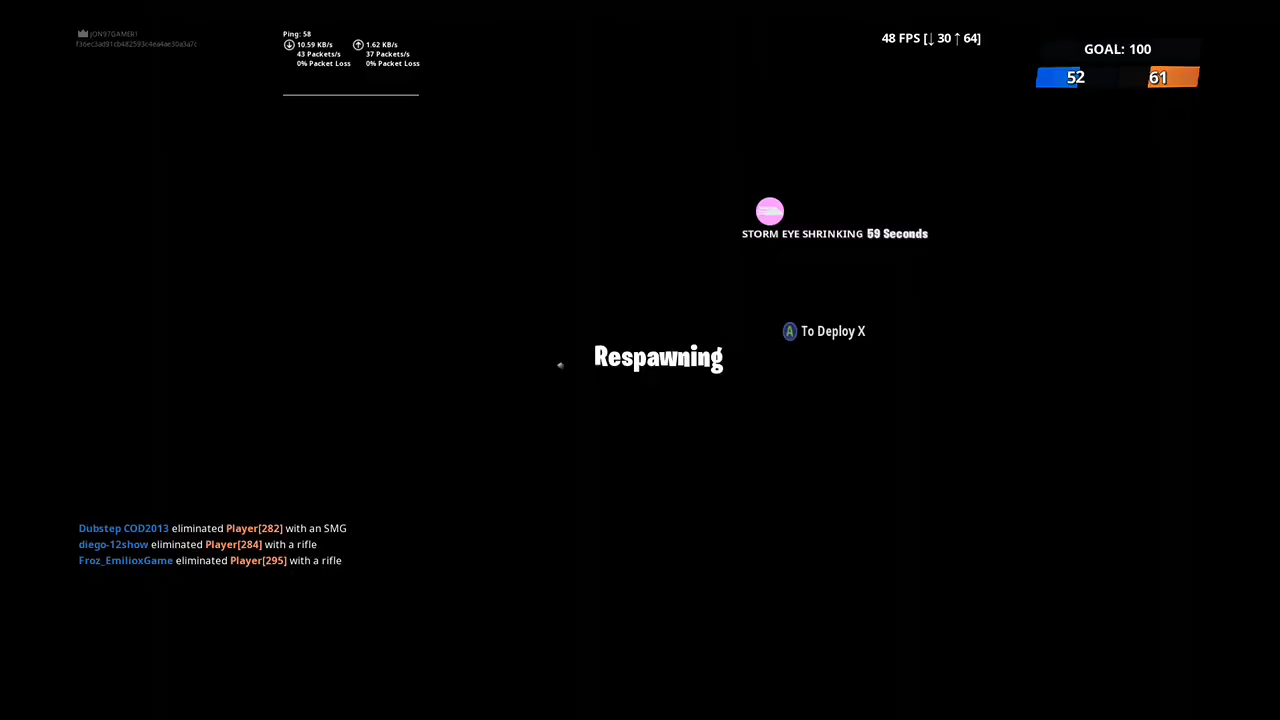 jON97GAMER1
Ping: 58
10.59 KB/s
1.62 KB/s
43 Packets/s
37 Packets/s
0% Packet Loss
0% Packet Loss
48 FPS [↓ 30 ↑ 64]
GOAL: 100
52
61
STORM EYE SHRINKING 59 Seconds
A To Deploy X
Respawning
Dubstep COD2013 eliminated Player[282] with an SMG
diego-12show eliminated Player[284] with a rifle
Froz_EmilioxGame eliminated Player[295] with a rifle